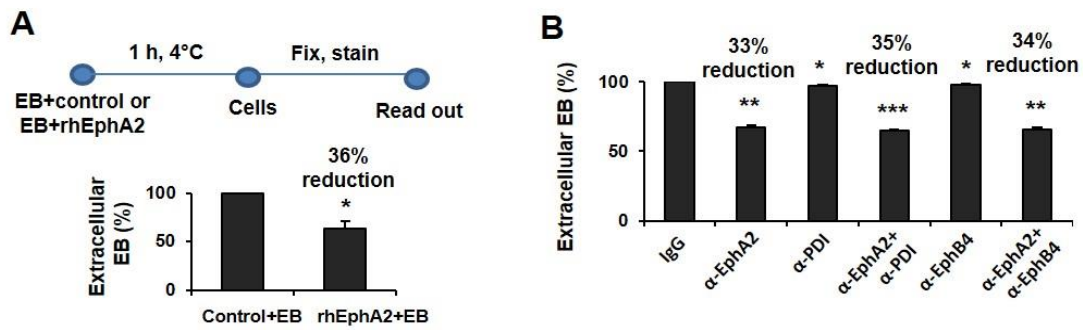 A
1 h, 4°C
Fix, stain
EB+control or
EB+rhEphA2
Cells
Read out
Extracellular
EB (%)
100
50
0
36%
reduction
*
Control+EB
rhEphA2+EB
B
Extracellular EB (%)
100
50
0
33%
reduction
35%
reduction
34%
reduction
**
*
***
*
**
IgG
α-EphA2
α-PDI
α-EphA2+
α-PDI
α-EphB4
α-EphA2+
α-EphB4